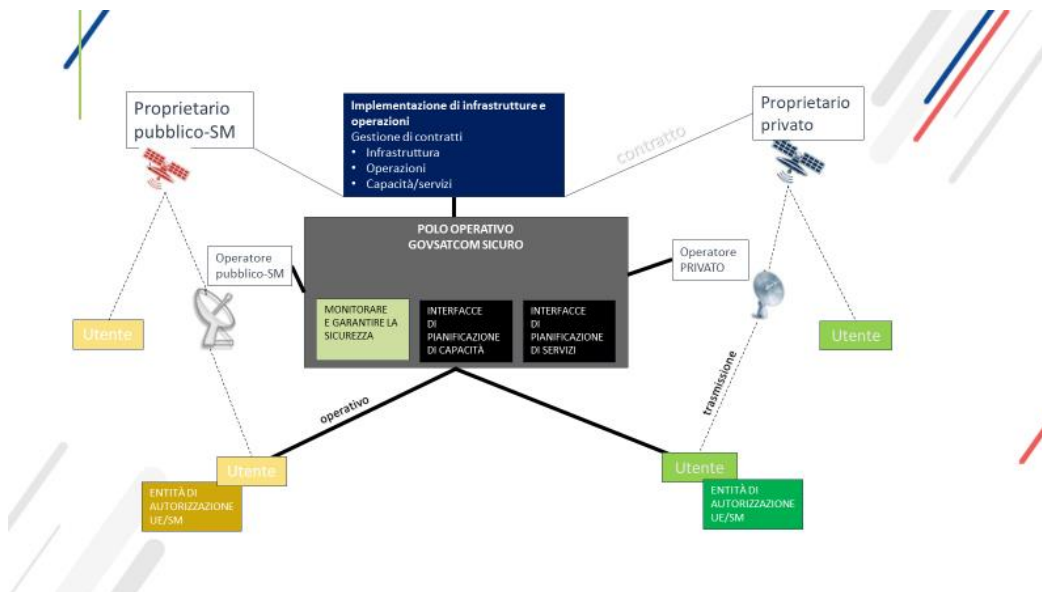 Proprietario
pubblico-SM
Implementazione di infrastrutture e
operazioni
Gestione di contratti
• Infrastruttura
• Operazioni
• Capacità/servizi
contratto
Proprietario
privato
POLO OPERATIVO
GOVSATCOM SICURO
Operatore
pubblico-SM
Operatore
PRIVATO
MONITORARE
E GARANTIRE LA
SICUREZZA
INTERFACCE
DI
PIANIFICAZIONE
DI CAPACITÀ
INTERFACCE
DI
PIANIFICAZIONE
DI SERVIZI
Utente
Utente
operativo
trasmissione
Utente
Utente
ENTITÀ DI
AUTORIZZAZIONE
UE/SM
ENTITÀ DI
AUTORIZZAZIONE
UE/SM